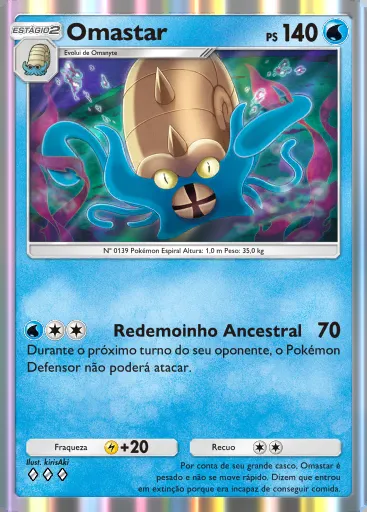 ESTÁGIO2 Omastar PS 140
Evolui de Omanyte
Nº 0139 Pokémon Espiral Altura: 1,0 m Peso: 35,0 kg
Redemoinho Ancestral 70
Durante o próximo turno do seu oponente, o Pokémon
Defensor não poderá atacar.
Fraqueza +20 Recuo
Ilust. kirisAki
Por conta de seu grande casco, Omastar é
pesado e não se move rápido. Dizem que entrou
em extinção porque era incapaz de conseguir comida.